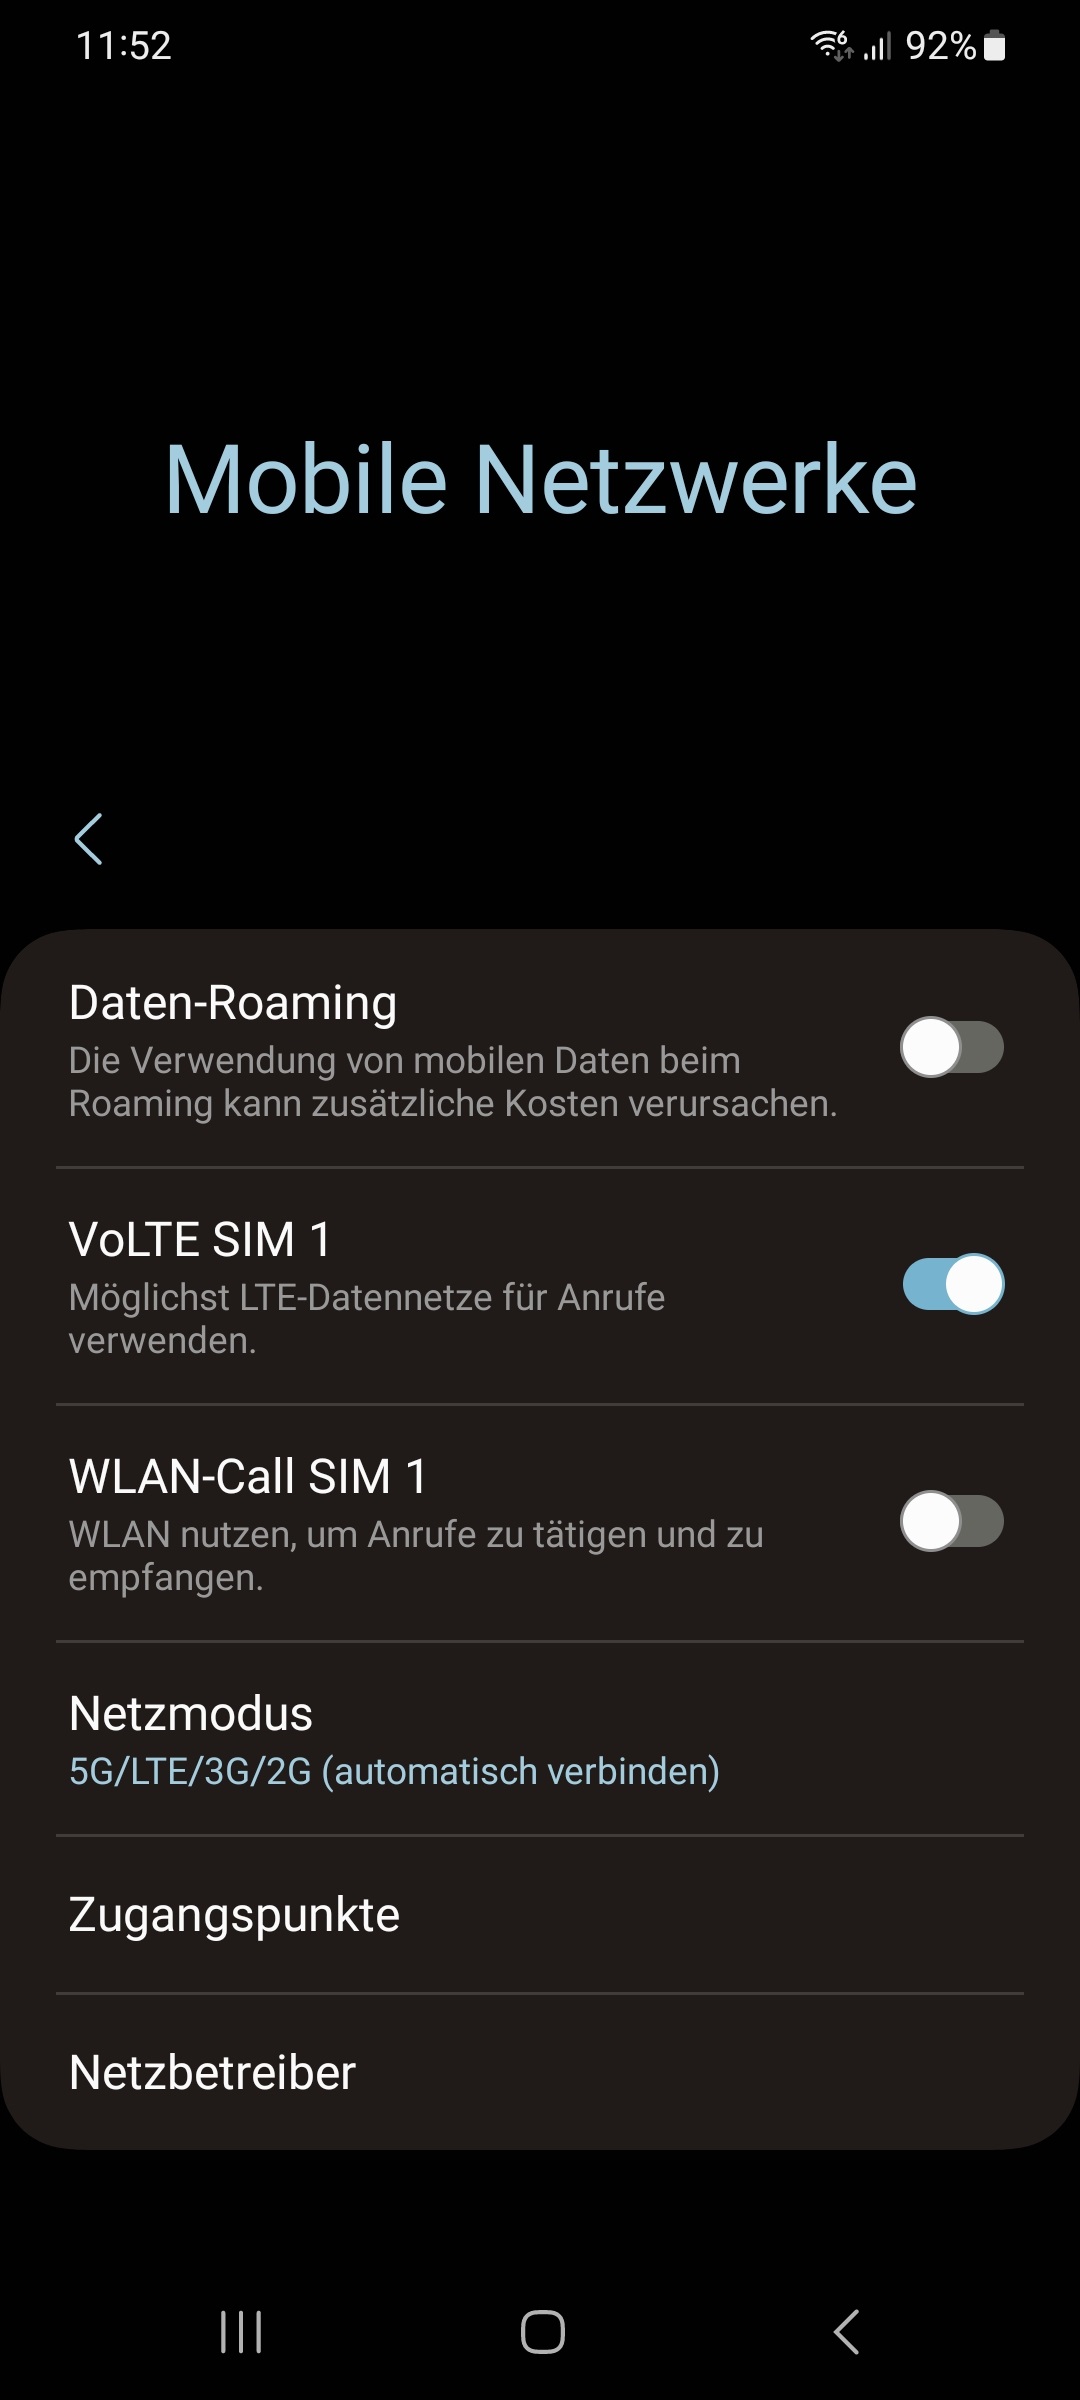 11:52
6 92%
Mobile Netzwerke
Daten-Roaming
Die Verwendung von mobilen Daten beim
Roaming kann zusätzliche Kosten verursachen.
VoLTE SIM 1
Möglichst LTE-Datennetze für Anrufe
verwenden.
WLAN-Call SIM 1
WLAN nutzen, um Anrufe zu tätigen und zu
empfangen.
Netzmodus
5G/LTE/3G/2G (automatisch verbinden)
Zugangspunkte
Netzbetreiber